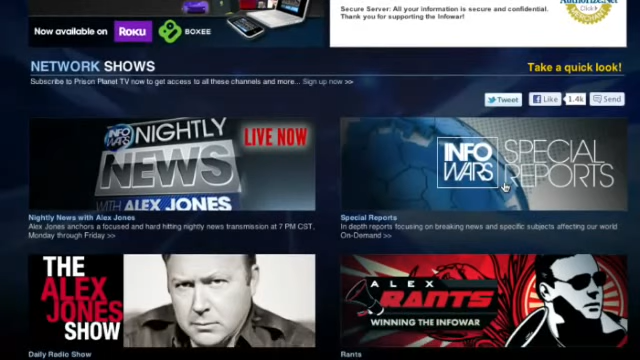 Now available on Roku BOXEE
Secure Server: All your information is secure and confidential.
Thank you for supporting the Infowar!
Authorize.Net
Click
NETWORK SHOWS
Take a quick look!
Subscribe to Prison Planet TV now to get access to all these channels and more... Sign up now >>
Tweet Like 1.4k Send
INFO WARS NIGHTLY
NEWS
WITH ALEX JONES
LIVE NOW
INFO
WARS
SPECIAL
REPORTS
Nightly News with Alex Jones
Alex Jones anchors a focused and hard hitting nightly news transmission at 7 PM CST,
Monday through Friday >>
Special Reports
In depth reports focusing on breaking news and specific subjects affecting our world
On-Demand >>
THE
ALEX
JONES
SHOW
ALEX
RANTS
WINNING THE INFOWAR
Daily Radio Show
Rants